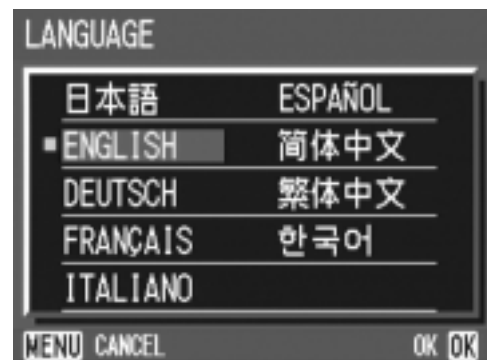 LANGUAGE
日本語 ESPAÑOL
ENGLISH 简体中文
DEUTSCH 繁体中文
FRANÇAIS 한국어
ITALIANO
MENU CANCEL OK OK